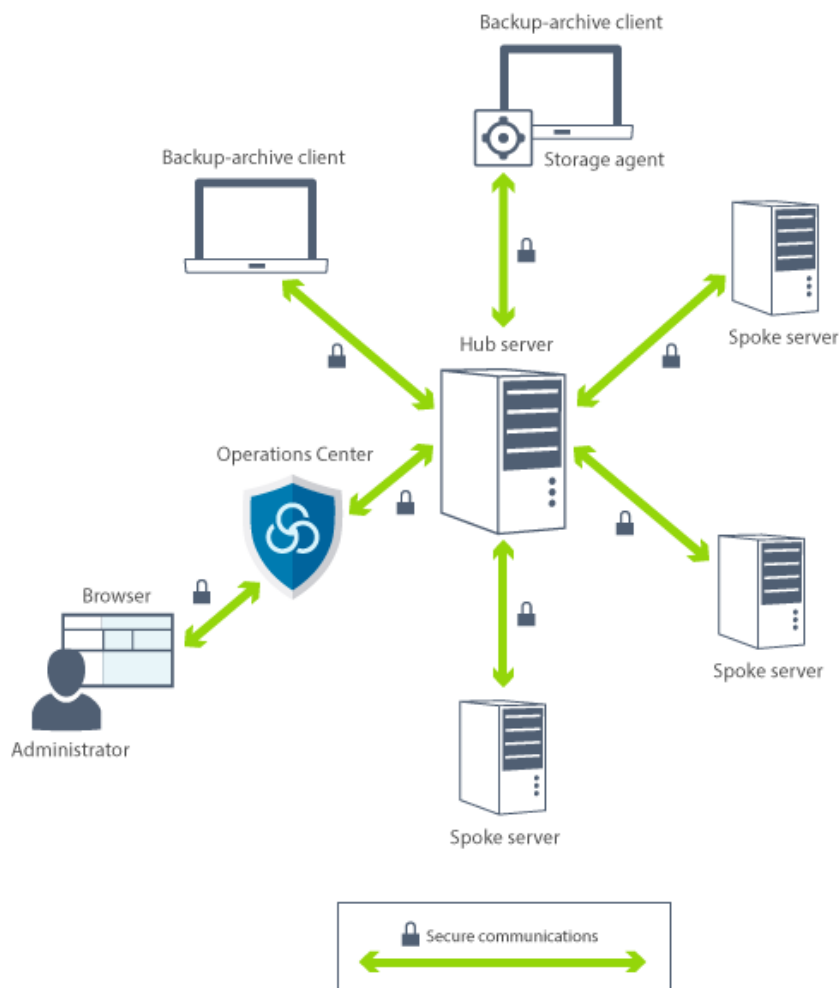 Backup-archive client
Storage agent
Backup-archive client
Spoke server
Hub server
Operations Center
Spoke server
Browser
Administrator
Spoke server
Secure communications